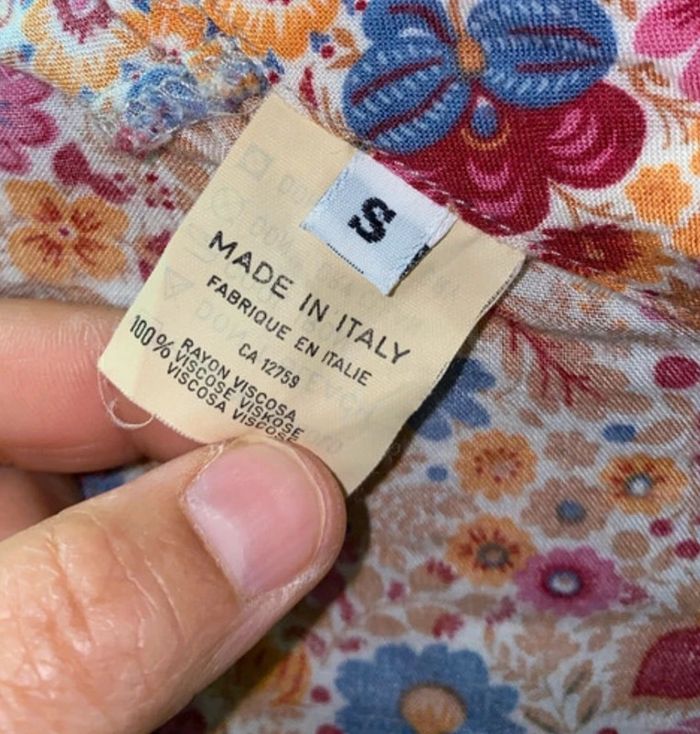 S
MADE IN ITALY
FABRIQUE EN ITALIE
CA 12759
100% RAYON VISCOSA
VISCOSE VISKOSE
VISCOSA VISCOSE